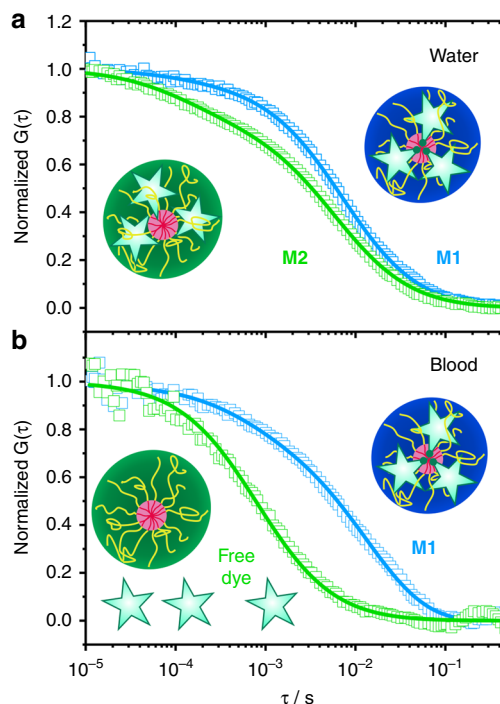 a
1.2
1.0
0.8
0.6
0.4
0.2
0.0
Normalized G(τ)
Water
M2
M1
b
1.0
0.8
0.6
0.4
0.2
0.0
Normalized G(τ)
Blood
M1
Free
dye
10⁻⁵ 10⁻⁴ 10⁻³ 10⁻² 10⁻¹
τ / s